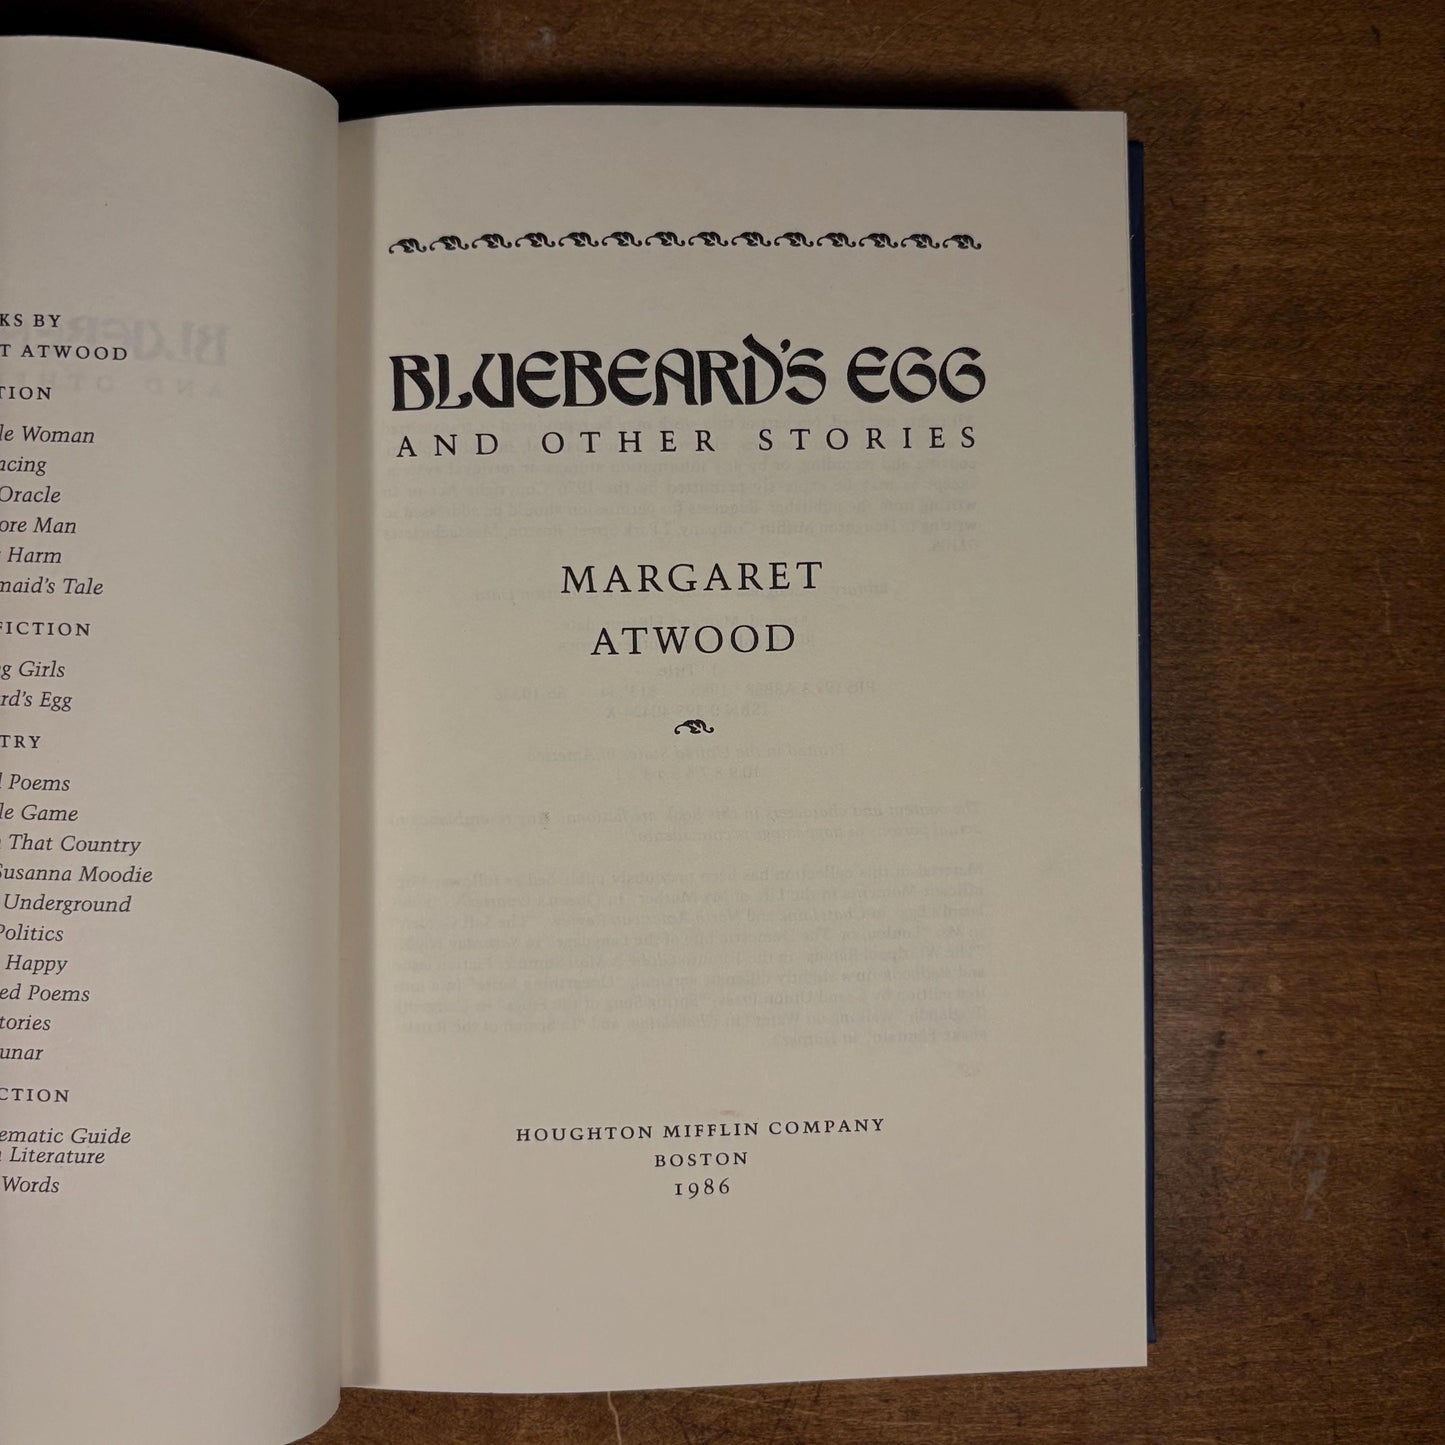 KS BY
T ATWOOD
TION
le Woman
acing
Oracle
ore Man
Harm
maid's Tale
FICTION
g Girls
rd's Egg
TRY
Poems
le Game
That Country
Susanna Moodie
Underground
Politics
Happy
ed Poems
tories
unar
CTION
ematic Guide
Literature
Words
BLUEBEARD'S EGG
AND OTHER STORIES
MARGARET
ATWOOD
HOUGHTON MIFFLIN COMPANY
BOSTON
1986